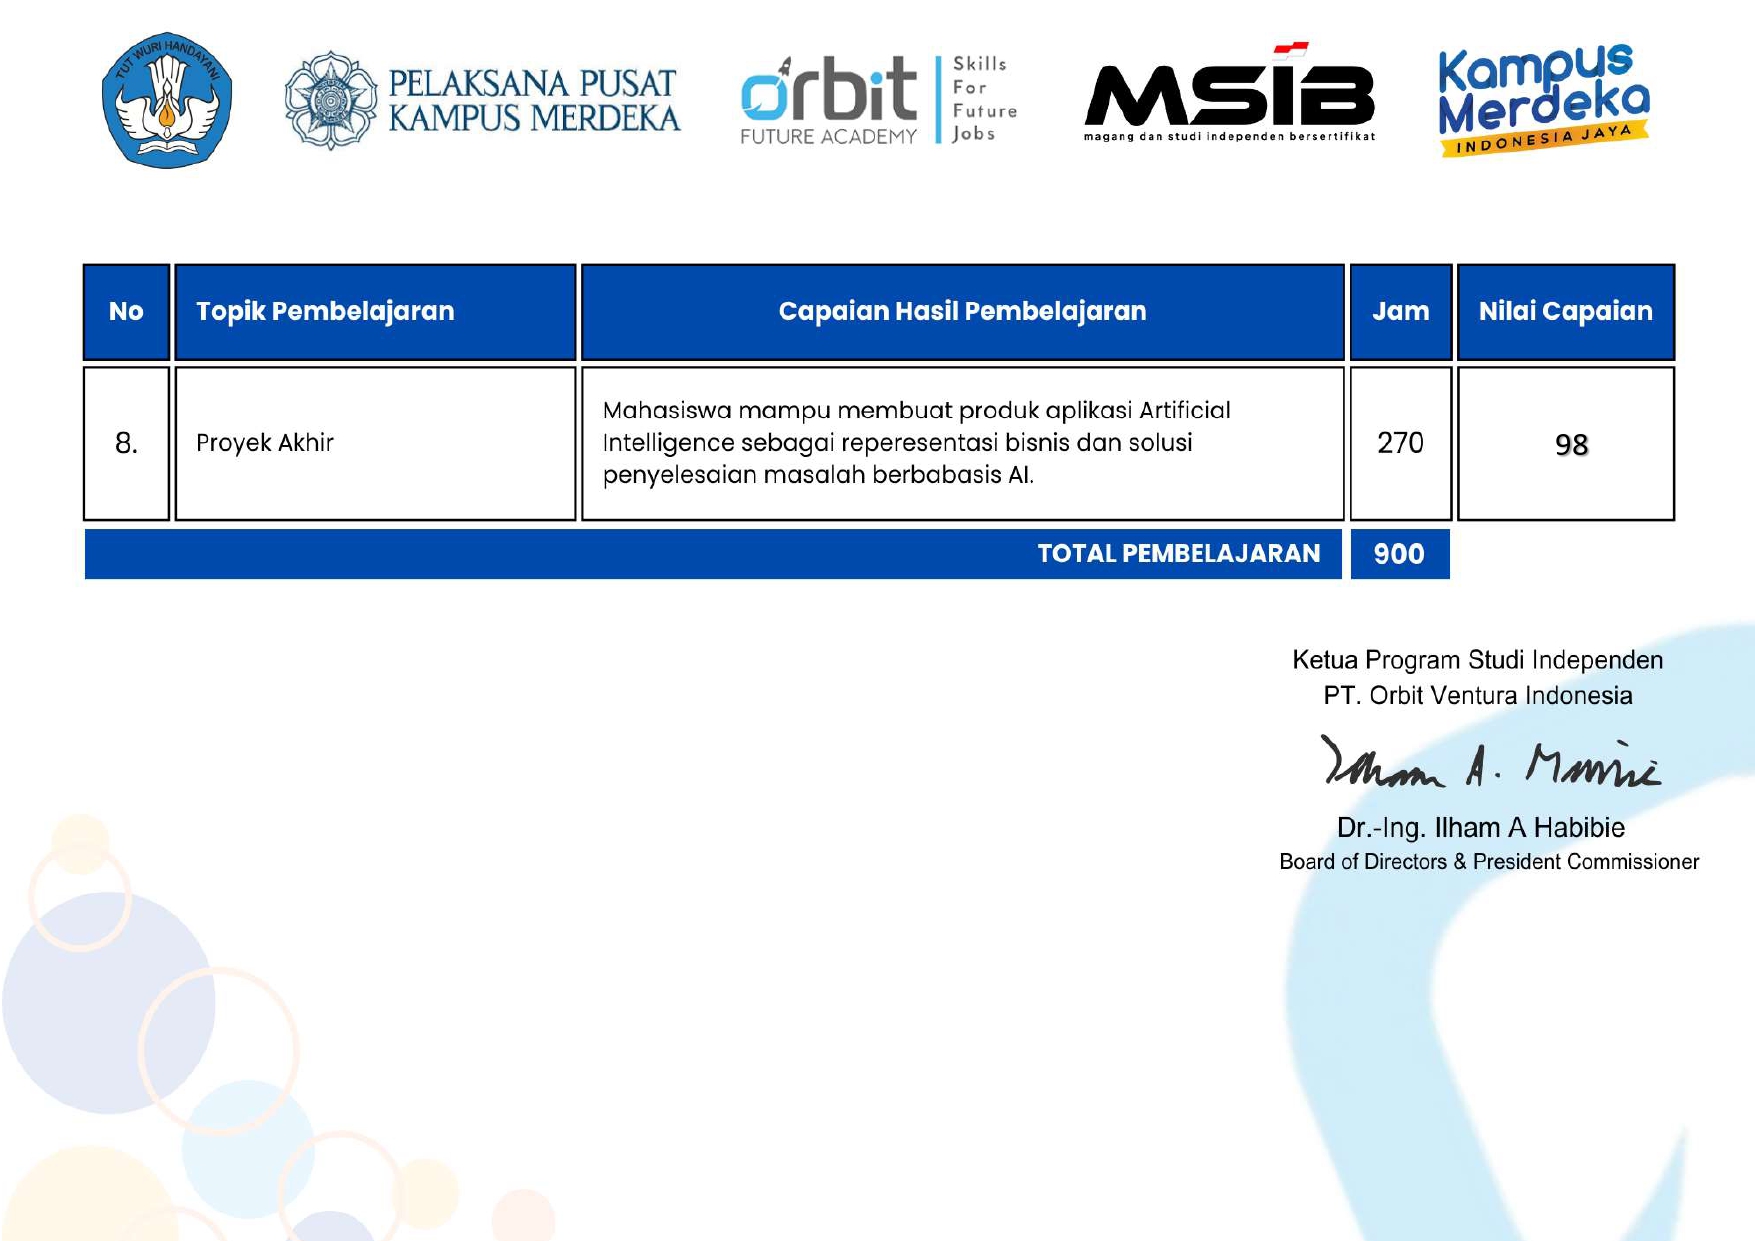 TUT WURI HANDAYANI
PELAKSANA PUSAT
KAMPUS MERDEKA
orbit
FUTURE ACADEMY
Skills
For
Future
Jobs
MSIB
magang dan studi independen bersertifikat
Kampus
Merdeka
INDONESIA JAYA
No Topik Pembelajaran Capaian Hasil Pembelajaran Jam Nilai Capaian
Mahasiswa mampu membuat produk aplikasi Artificial
8. Proyek Akhir Intelligence sebagai reperesentasi bisnis dan solusi 270 98
penyelesaian masalah berbabasis AI.
TOTAL PEMBELAJARAN 900
Ketua Program Studi Independen
PT. Orbit Ventura Indonesia
Dr.-Ing. Ilham A Habibie
Board of Directors & President Commissioner